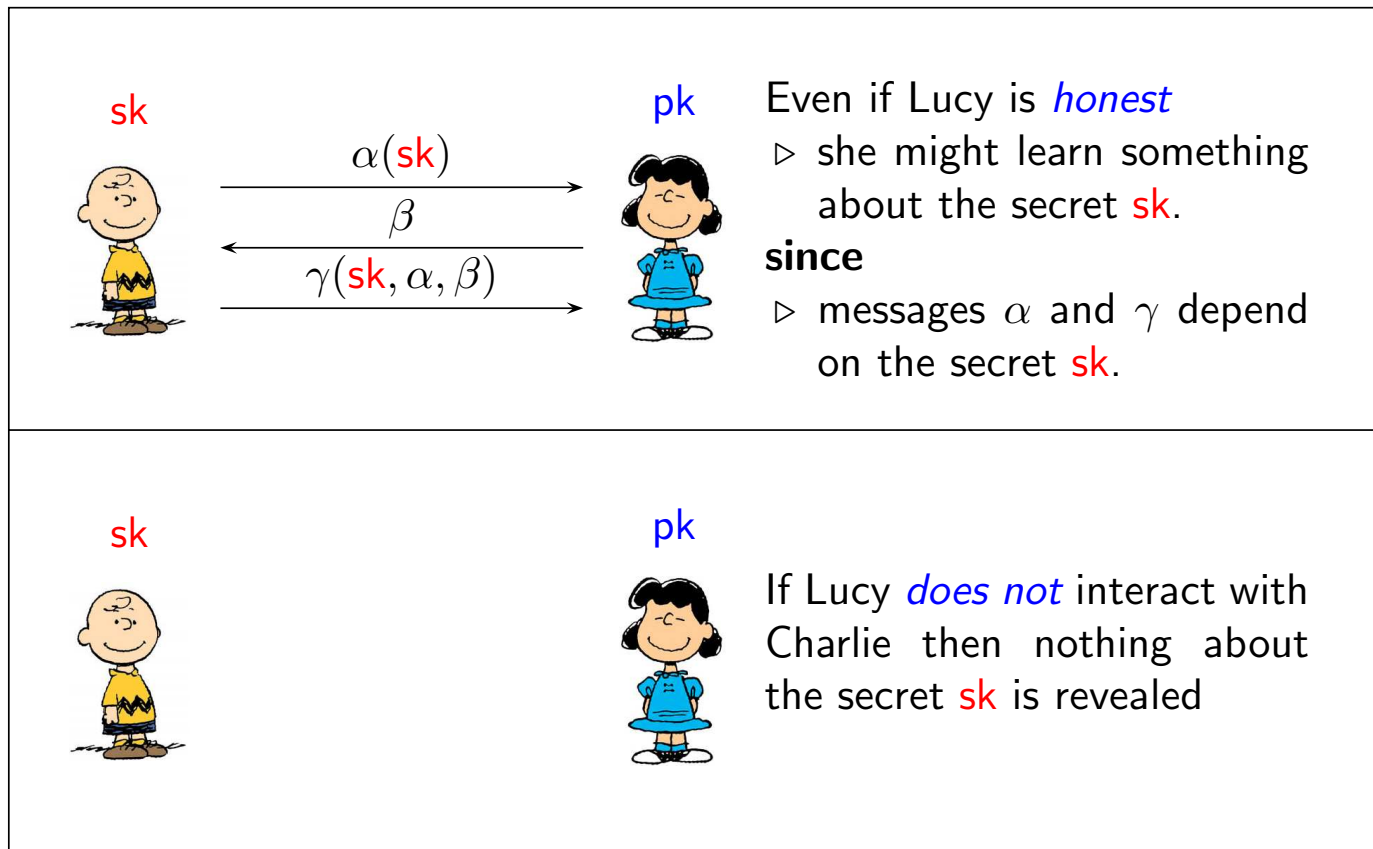 sk
pk
α(sk)
β
γ(sk, α, β)
Even if Lucy is honest
▷ she might learn something
about the secret sk.
since
▷ messages α and γ depend
on the secret sk.
sk
pk
If Lucy does not interact with
Charlie then nothing about
the secret sk is revealed